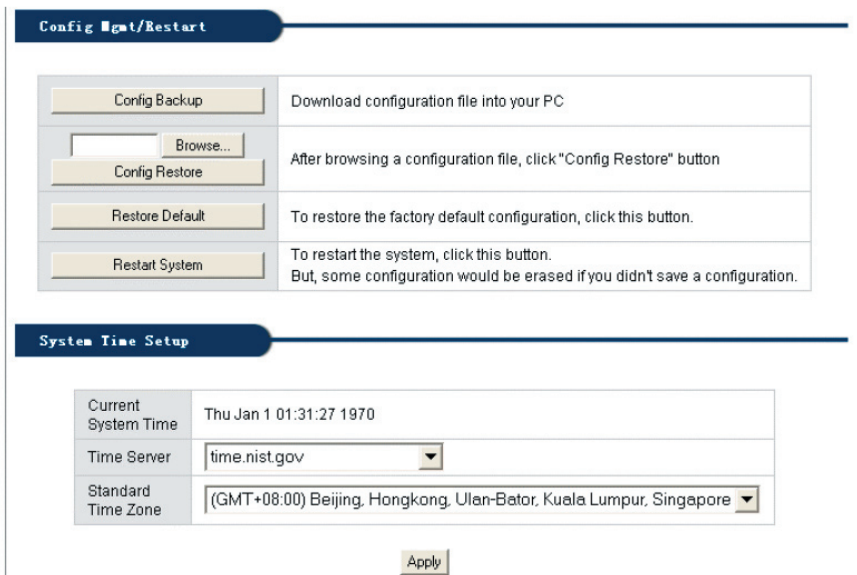 Config Mgmt/Restart
Config Backup
Download configuration file into your PC
Browse...
Config Restore
After browsing a configuration file, click "Config Restore" button
Restore Default
To restore the factory default configuration, click this button.
Restart System
To restart the system, click this button.
But, some configuration would be erased if you didn't save a configuration.
System Time Setup
Current
System Time
Thu Jan 1 01:31:27 1970
Time Server
time.nist.gov
Standard
Time Zone
(GMT+08:00) Beijing, Hongkong, Ulan-Bator, Kuala Lumpur, Singapore
Apply